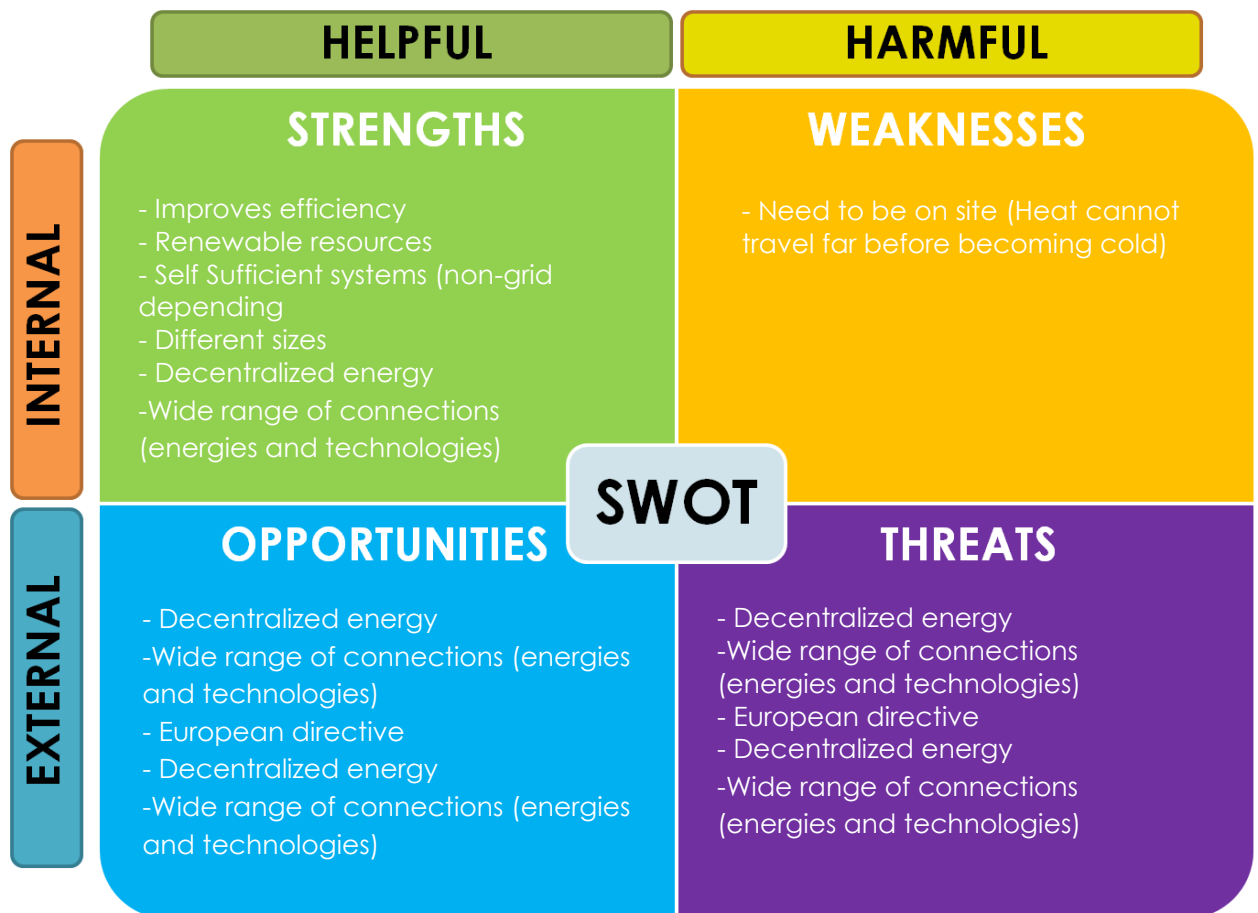 HELPFUL
HARMFUL
INTERNAL
STRENGTHS
- Improves efficiency
- Renewable resources
- Self Sufficient systems (non-grid
depending
- Different sizes
- Decentralized energy
-Wide range of connections
(energies and technologies)
WEAKNESSES
- Need to be on site (Heat cannot
travel far before becoming cold)
SWOT
EXTERNAL
OPPORTUNITIES
- Decentralized energy
-Wide range of connections (energies
and technologies)
- European directive
- Decentralized energy
-Wide range of connections (energies
and technologies)
THREATS
- Decentralized energy
-Wide range of connections
(energies and technologies)
- European directive
- Decentralized energy
-Wide range of connections
(energies and technologies)